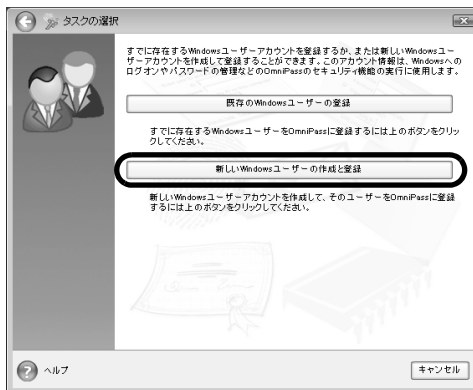 タスクの選択
すでに存在するWindowsユーザーアカウントを登録するか、または新しいWindowsユー
ザーアカウントを作成して登録することができます。このアカウント情報は、Windowsへの
ログオンやパスワードの管理などのOmniPassのセキュリティ機能の実行に使用します。
既存のWindowsユーザーの登録
すでに存在するWindowsユーザーをOmniPassに登録するには上のボタンをクリッ
クしてください。
新しいWindowsユーザーの作成と登録
新しいWindowsユーザーアカウントを作成して、そのユーザーをOmniPassに登録
するには上のボタンをクリックしてください。
ヘルプ
キャンセル